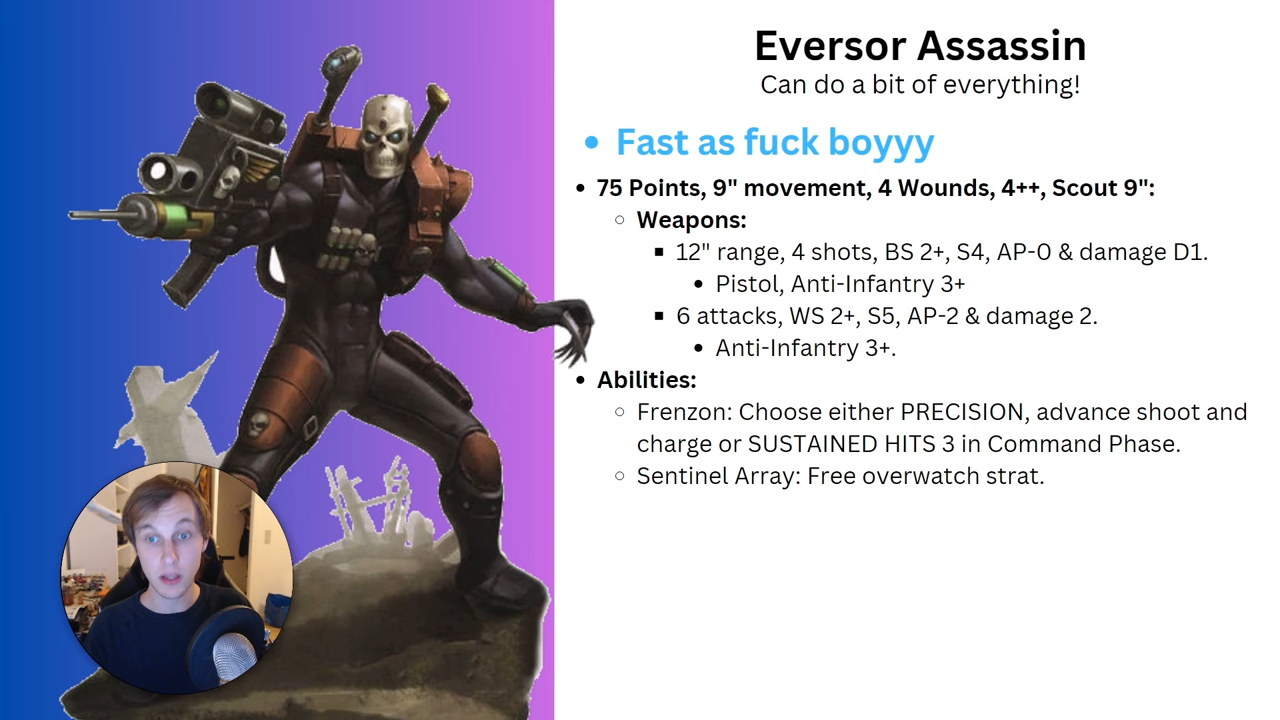 Eversor Assassin
Can do a bit of everything!
• Fast as fuck boyyy
• 75 Points, 9" movement, 4 Wounds, 4++, Scout 9":
○ Weapons:
▪ 12" range, 4 shots, BS 2+, S4, AP-0 & damage D1.
• Pistol, Anti-Infantry 3+
▪ 6 attacks, WS 2+, S5, AP-2 & damage 2.
• Anti-Infantry 3+.
• Abilities:
○ Frenzon: Choose either PRECISION, advance shoot and
charge or SUSTAINED HITS 3 in Command Phase.
○ Sentinel Array: Free overwatch strat.